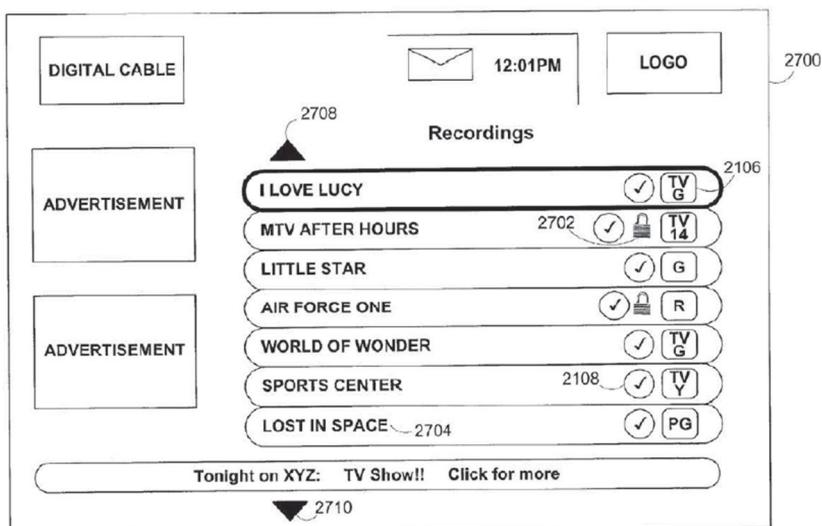 DIGITAL CABLE
12:01PM
LOGO
2700
2708
Recordings
ADVERTISEMENT
I LOVE LUCY ✓ TV G 2106
MTV AFTER HOURS 2702 ✓ TV 14
LITTLE STAR ✓ G
AIR FORCE ONE ✓ R
ADVERTISEMENT
WORLD OF WONDER ✓ TV G
SPORTS CENTER 2108 ✓ TV Y
LOST IN SPACE 2704 ✓ PG
Tonight on XYZ: TV Show!! Click for more
2710